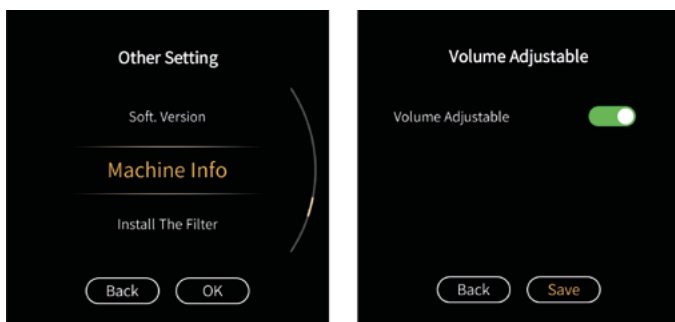 Other Setting
Soft. Version
Machine Info
Install The Filter
Back OK
Volume Adjustable
Volume Adjustable
Back Save